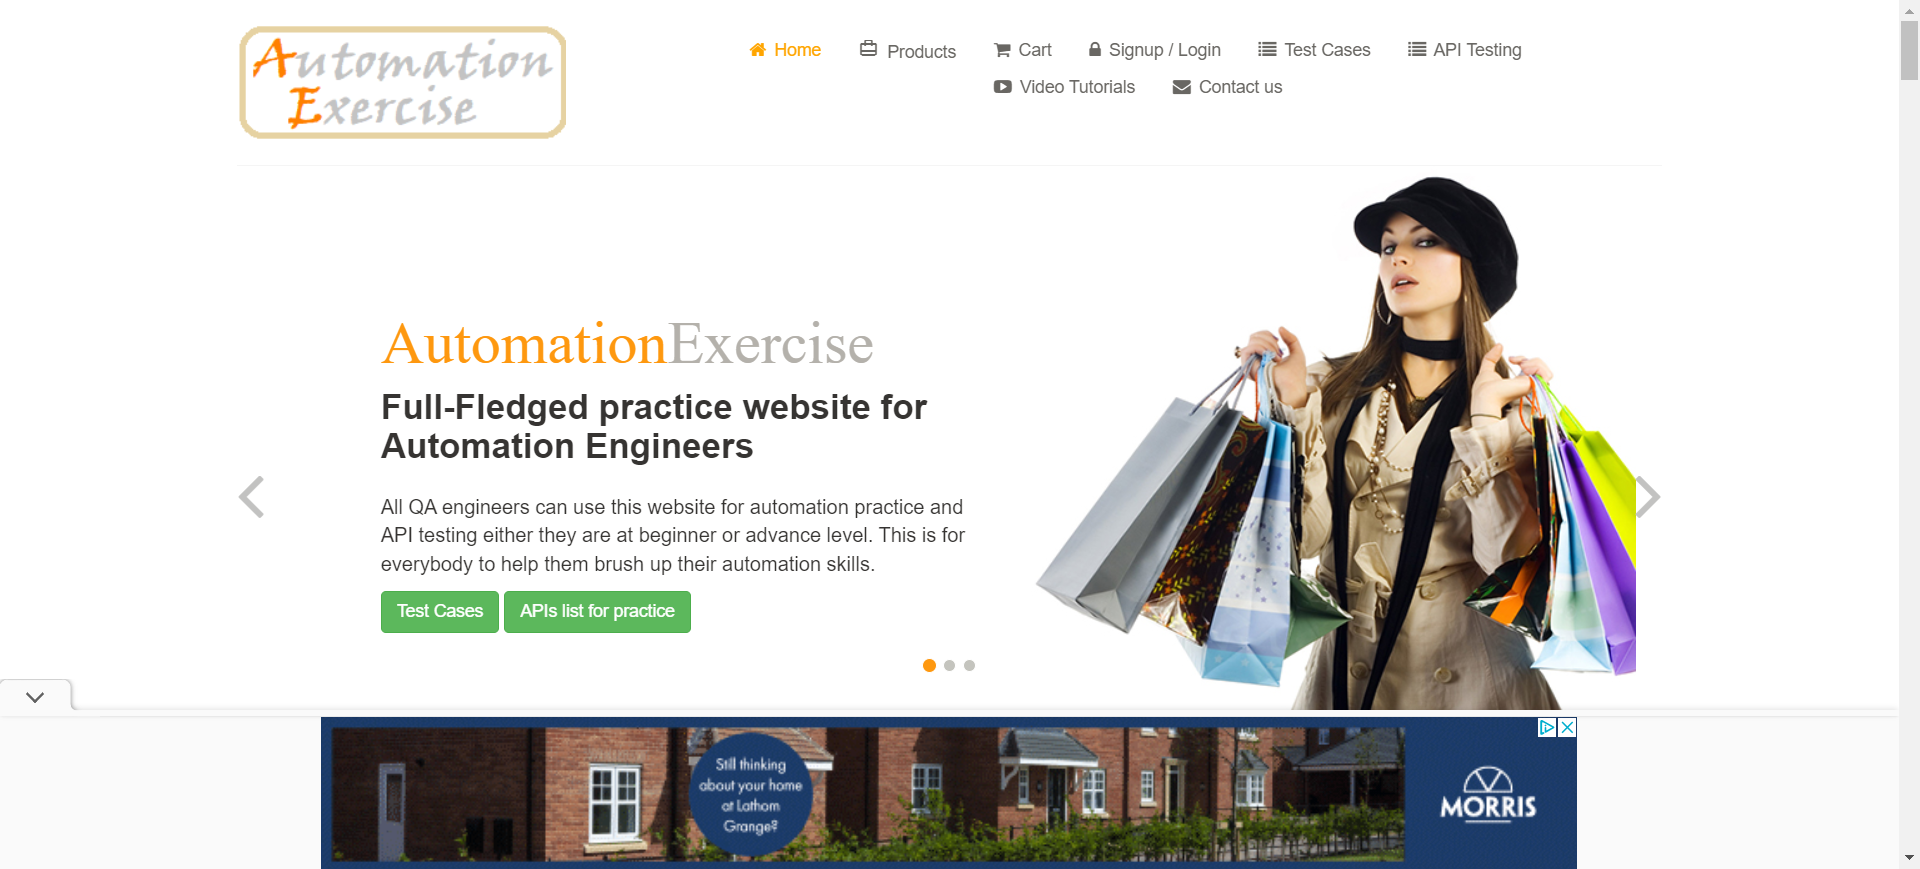 Automation
Exercise
Home
Products
Cart
Signup / Login
Test Cases
API Testing
Video Tutorials
Contact us
AutomationExercise
Full-Fledged practice website for
Automation Engineers
All QA engineers can use this website for automation practice and
API testing either they are at beginner or advance level. This is for
everybody to help them brush up their automation skills.
Test Cases
APIs list for practice
Still thinking
about your home
at Lathom
Grange?
MORRIS